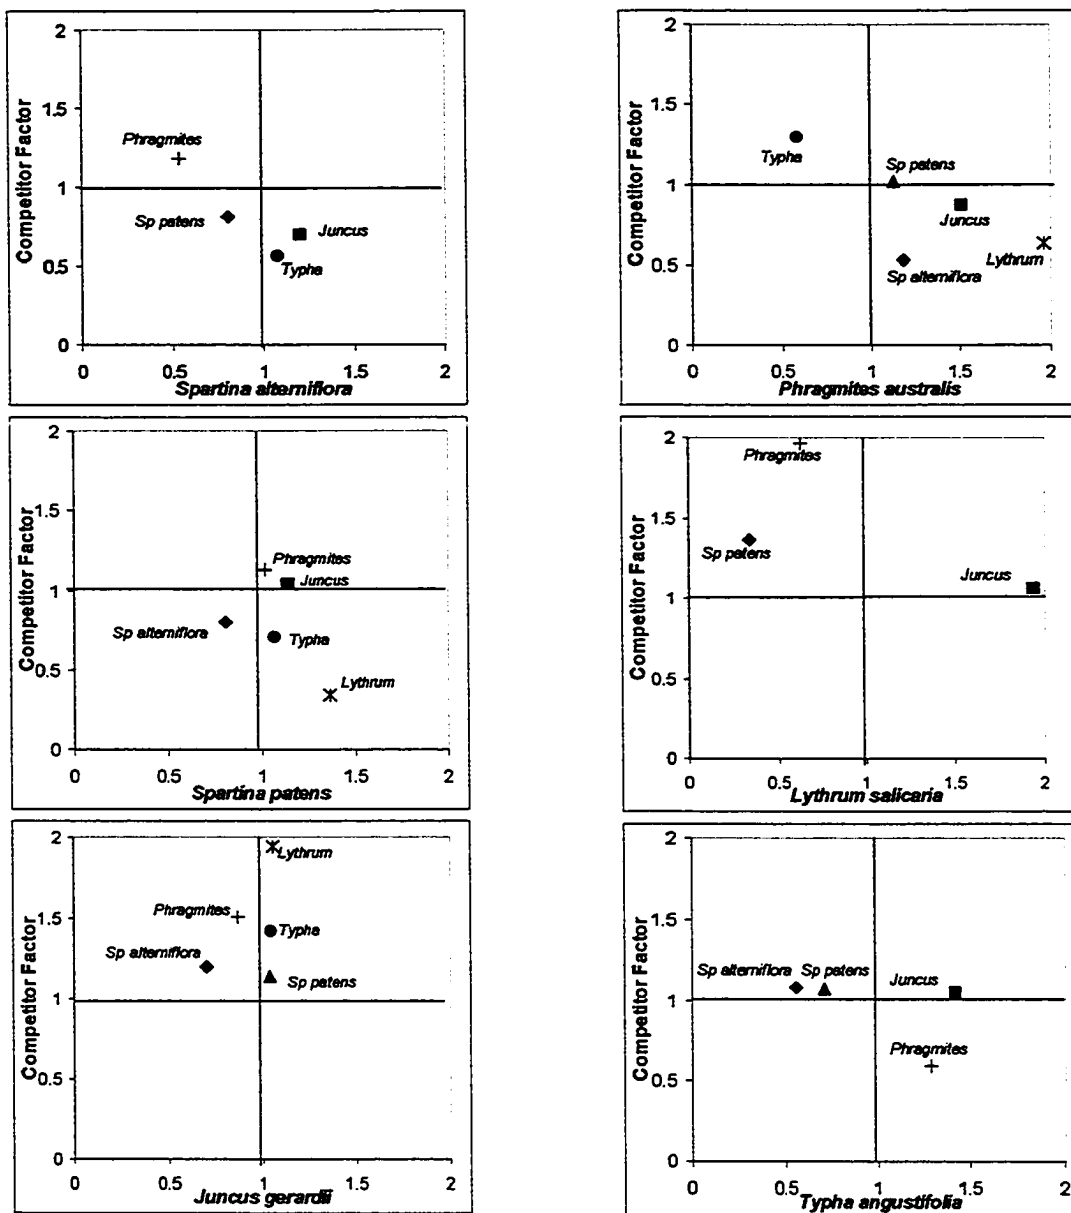 2
1.5
Competitor Factor
Phragmites
1
Sp patens
Juncus
Typha
0.5
0
0
0.5
1
1.5
2
Spartina alterniflora
2
1.5
Competitor Factor
Typha
Sp patens
1
Juncus
Lythrum
0.5
Sp alterniflora
0
0
0.5
1
1.5
2
Phragmites australis
2
1.5
Competitor Factor
Phragmites
Juncus
1
Sp alterniflora
Typha
Lythrum
0.5
0
0
0.5
1
1.5
2
Spartina patens
2
Phragmites
1.5
Competitor Factor
Sp patens
Juncus
1
0.5
0
0
0.5
1
1.5
2
Lythrum salicaria
2
Lythrum
1.5
Competitor Factor
Phragmites
Typha
Sp alterniflora
Sp patens
1
0.5
0
0
0.5
1
1.5
2
Juncus gerardii
2
1.5
Competitor Factor
Sp alterniflora
Sp patens
Juncus
1
Phragmites
0.5
0
0
0.5
1
1.5
2
Typha angustifolia